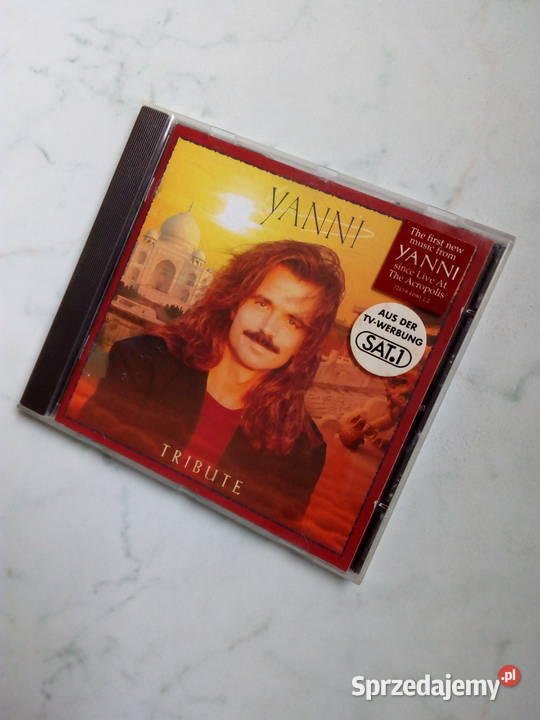 YANNI
The first new
music from
YANNI
since Live At
The Acropolis
AUS DER
TV-WERBUNG
SAT.1
TRIBUTE
Sprzedajemy.pl